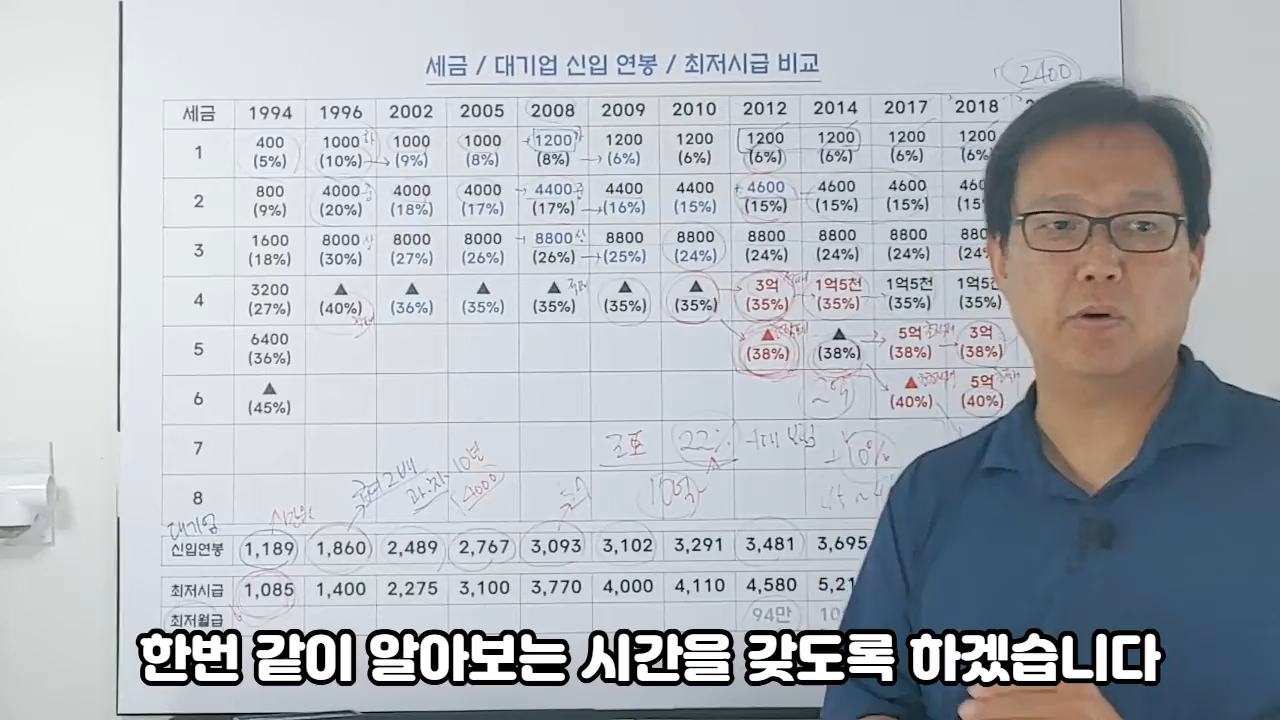 세금 / 대기업 신입 연봉 / 최저시급 비교
2400
세금 1994 1996 2002 2005 2008 2009 2010 2012 2014 2017 2018
1 400 1000 1000 1000 1200 1200 1200 1200 1200 1200 1200
(5%) (10%) (9%) (8%) (8%) (6%) (6%) (6%) (6%) (6%) (6%)
2 800 4000 4000 4000 4400 4400 4400 4600 4600 4600
(9%) (20%) (18%) (17%) (17%) (16%) (15%) (15%) (15%) (15%)
3 1600 8000 8000 8000 8800 8800 8800 8800 8800 8800 8800
(18%) (30%) (27%) (26%) (26%) (25%) (24%) (24%) (24%) (24%)
4 3200 ▲ ▲ ▲ ▲ ▲ ▲ 3억 1억5천 1억5천
(27%) (40%) (36%) (35%) (35%) (35%) (35%) (35%) (35%) (35%) (35%)
5 6400 ▲ ▲ 5억 3억
(36%) (38%) (38%) (38%) (38%)
6 ▲ ▲ 5억
(45%) (40%) (40%)
7 22% 10%
8 10억
2배 10년
4000
대기업
신입연봉 1,189 1,860 2,489 2,767 3,093 3,102 3,291 3,481 3,695
최저시급 1,085 1,400 2,275 3,100 3,770 4,000 4,110 4,580
최저월급 94만
한번 같이 알아보는 시간을 갖도록 하겠습니다